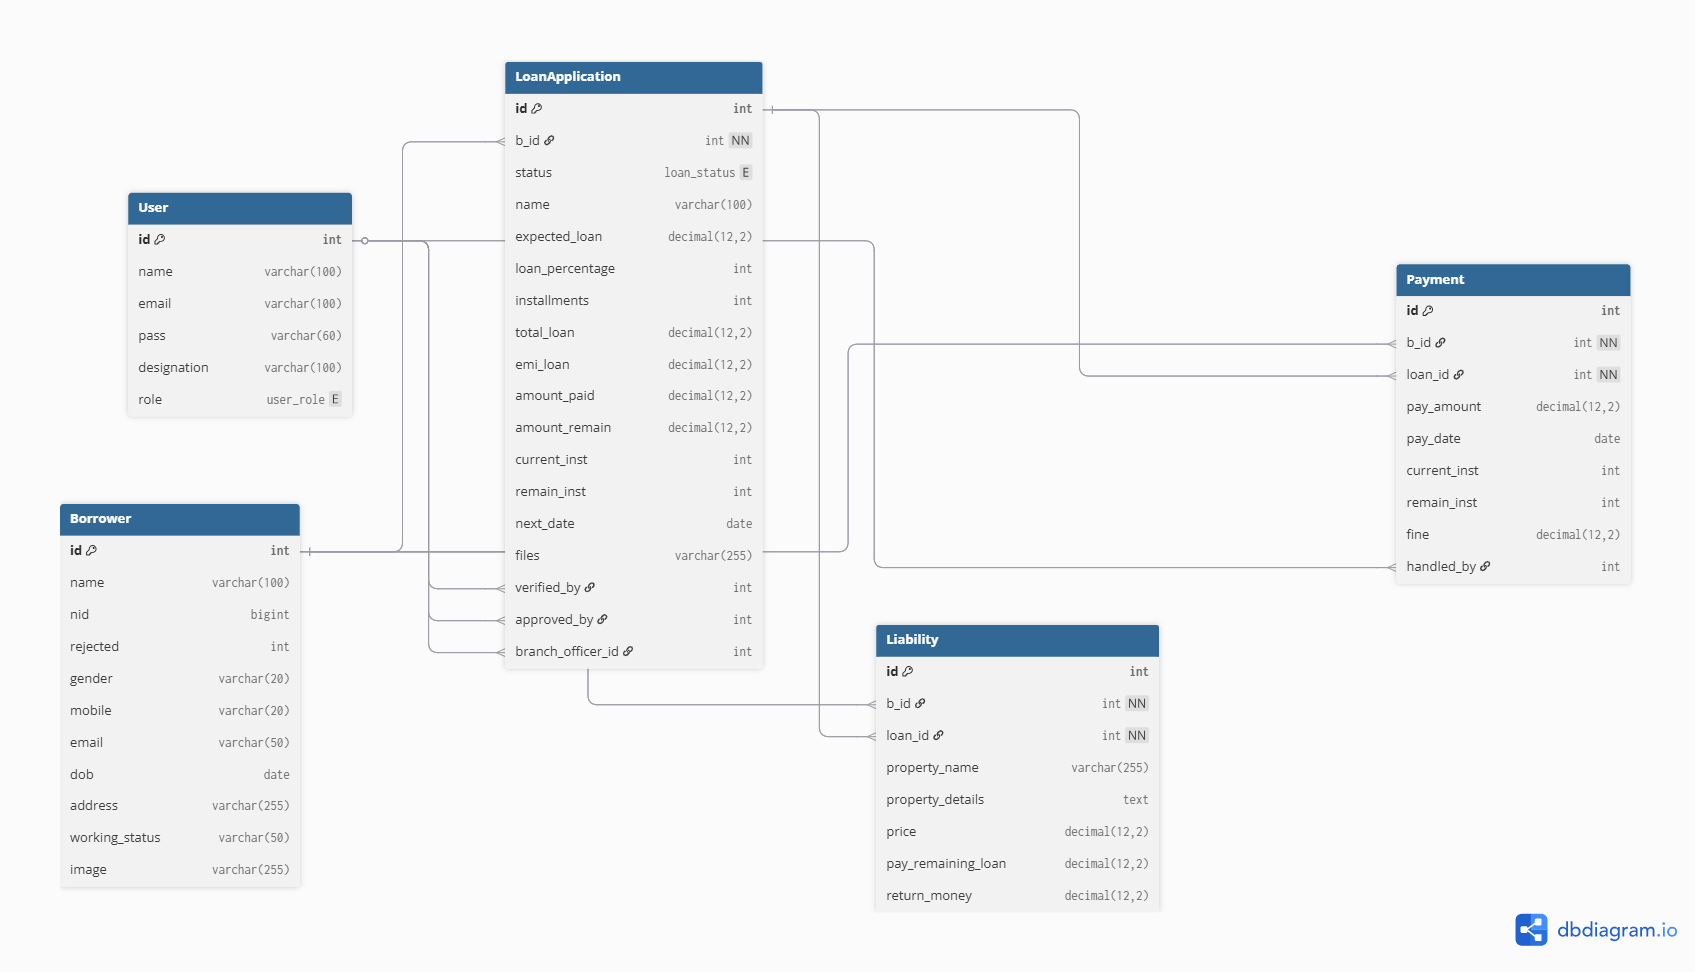 LoanApplication
id int
b_id int NN
status loan_status E
name varchar(100)
expected_loan decimal(12,2)
loan_percentage int
installments int
total_loan decimal(12,2)
emi_loan decimal(12,2)
amount_paid decimal(12,2)
amount_remain decimal(12,2)
current_inst int
remain_inst int
next_date date
files varchar(255)
verified_by int
approved_by int
branch_officer_id int
User
id int
name varchar(100)
email varchar(100)
pass varchar(60)
designation varchar(100)
role user_role E
Borrower
id int
name varchar(100)
nid bigint
rejected int
gender varchar(20)
mobile varchar(20)
email varchar(50)
dob date
address varchar(255)
working_status varchar(50)
image varchar(255)
Payment
id int
b_id int NN
loan_id int NN
pay_amount decimal(12,2)
pay_date date
current_inst int
remain_inst int
fine decimal(12,2)
handled_by int
Liability
id int
b_id int NN
loan_id int NN
property_name varchar(255)
property_details text
price decimal(12,2)
pay_remaining_loan decimal(12,2)
return_money decimal(12,2)
dbdiagram.io